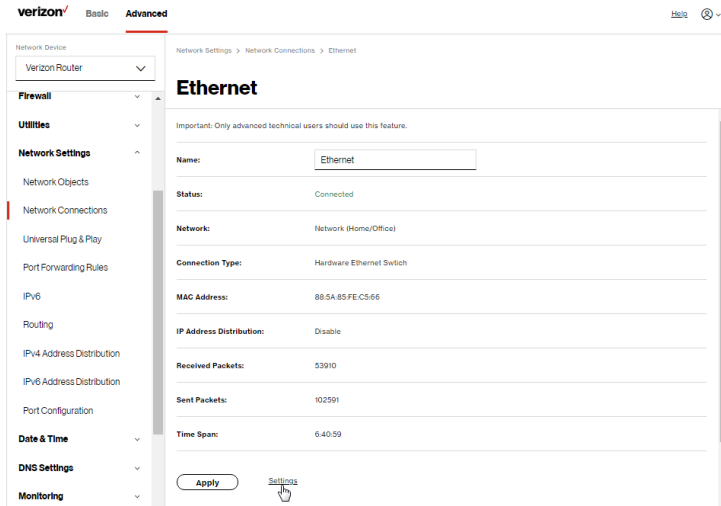 verizon✓ Basic Advanced Help
Network Device
Verizon Router
Firewall
Utilities
Network Settings
Network Objects
Network Connections
Universal Plug & Play
Port Forwarding Rules
IPv6
Routing
IPv4 Address Distribution
IPv6 Address Distribution
Port Configuration
Date & Time
DNS Settings
Monitoring
Network Settings > Network Connections > Ethernet
Ethernet
Important: Only advanced technical users should use this feature.
Name: Ethernet
Status: Connected
Network: Network (Home/Office)
Connection Type: Hardware Ethernet Swtich
MAC Address: 88:5A:85:FE:C5:66
IP Address Distribution: Disable
Received Packets: 53910
Sent Packets: 102591
Time Span: 6:40:59
Apply Settings